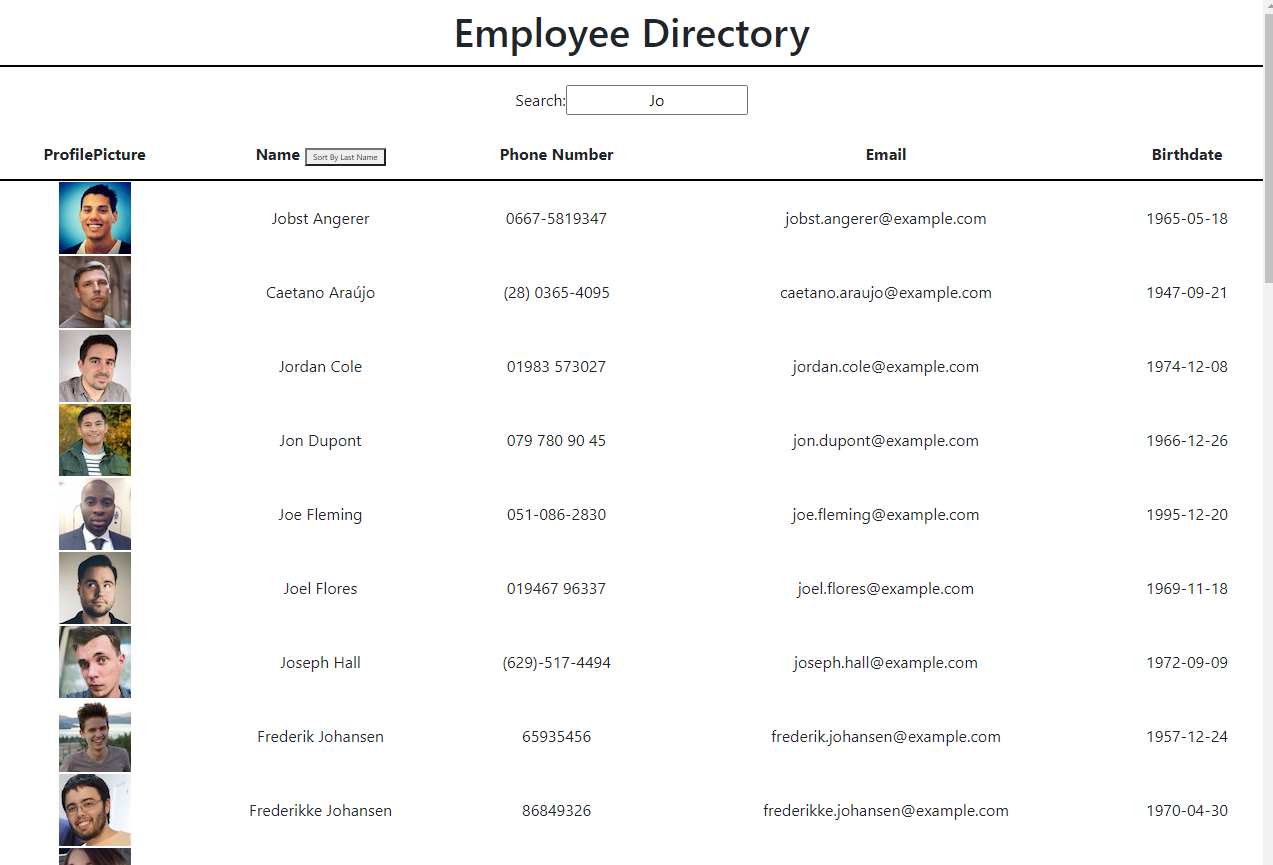 Employee Directory
Search: Jo
ProfilePicture Name Sort By Last Name Phone Number Email Birthdate
Jobst Angerer 0667-5819347 jobst.angerer@example.com 1965-05-18
Caetano Araújo (28) 0365-4095 caetano.araujo@example.com 1947-09-21
Jordan Cole 01983 573027 jordan.cole@example.com 1974-12-08
Jon Dupont 079 780 90 45 jon.dupont@example.com 1966-12-26
Joe Fleming 051-086-2830 joe.fleming@example.com 1995-12-20
Joel Flores 019467 96337 joel.flores@example.com 1969-11-18
Joseph Hall (629)-517-4494 joseph.hall@example.com 1972-09-09
Frederik Johansen 65935456 frederik.johansen@example.com 1957-12-24
Frederikke Johansen 86849326 frederikke.johansen@example.com 1970-04-30